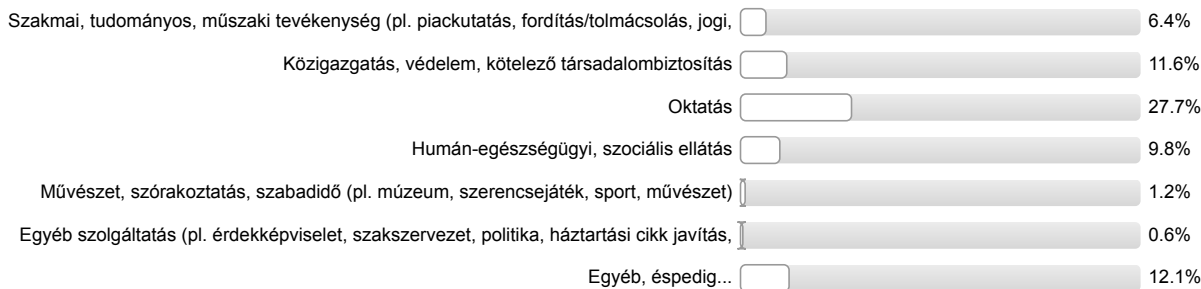 Szakmai, tudományos, műszaki tevékenység (pl. piackutatás, fordítás/tolmácsolás, jogi, 6.4%
Közigazgatás, védelem, kötelező társadalombiztosítás 11.6%
Oktatás 27.7%
Humán-egészségügyi, szociális ellátás 9.8%
Művészet, szórakoztatás, szabadidő (pl. múzeum, szerencsejáték, sport, művészet) 1.2%
Egyéb szolgáltatás (pl. érdekképviselet, szakszervezet, politika, háztartási cikk javítás, 0.6%
Egyéb, éspedig... 12.1%